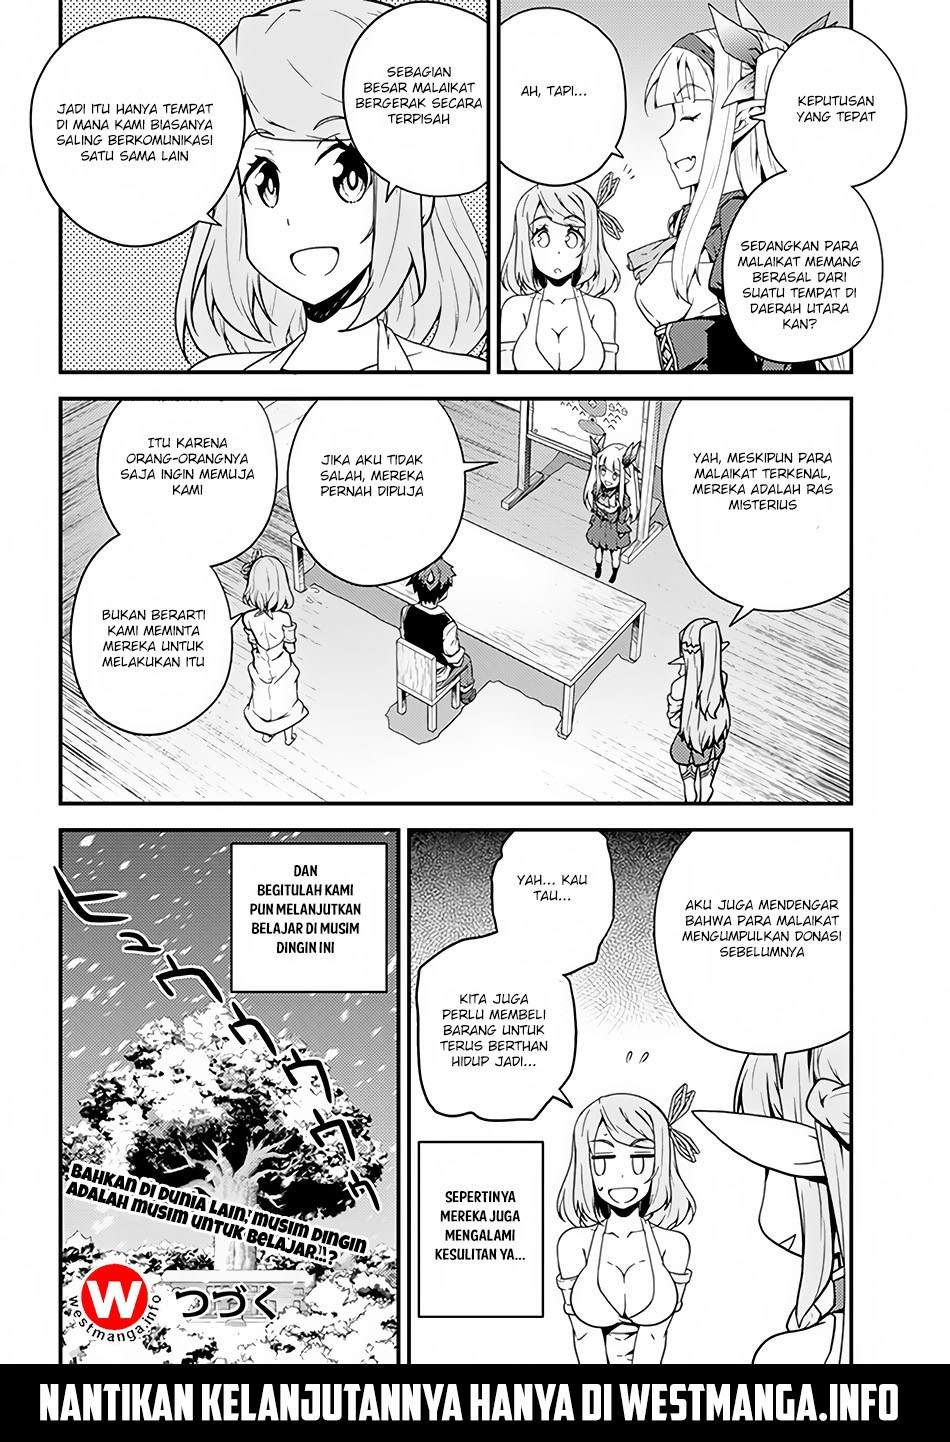 KEPUTUSAN
YANG TEPAT
SEDANGKAN PARA
MALAIKAT MEMANG
BERASAL DARI
SUATU TEMPAT DI
DAERAH UTARA
KAN?
AH, TAPI...
SEBAGIAN
BESAR MALAIKAT
BERGERAK SECARA
TERPISAH
JADI ITU HANYA TEMPAT
DI MANA KAMI BIASANYA
SALING BERKOMUNIKASI
SATU SAMA LAIN
YAH, MESKIPUN PARA
MALAIKAT TERKENAL,
MEREKA ADALAH RAS
MISTERIUS
JIKA AKU TIDAK
SALAH, MEREKA
PERNAH DIPUJA
ITU KARENA
ORANG-ORANGNYA
SAJA INGIN MEMUJA
KAMI
BUKAN BERARTI
KAMI MEMINTA
MEREKA UNTUK
MELAKUKAN ITU
AKU JUGA MENDENGAR
BAHWA PARA MALAIKAT
MENGUMPULKAN DONASI
SEBELUMNYA
YAH... KAU
TAU...
KITA JUGA
PERLU MEMBELI
BARANG UNTUK
TERUS BERTHAN
HIDUP JADI...
SEPERTINYA
MEREKA JUGA
MENGALAMI
KESULITAN YA...
DAN
BEGITULAH KAMI
PUN MELANJUTKAN
BELAJAR DI MUSIM
DINGIN INI
BAHKAN DI DUNIA LAIN, MUSIM DINGIN
ADALAH MUSIM UNTUK BELAJAR...?
つづく
W
westmanga.info
NANTIKAN KELANJUTANNYA HANYA DI WESTMANGA.INFO